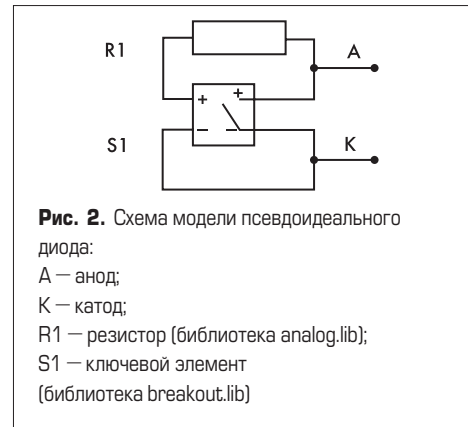 R1
A
+ +
S1
− −
К
Рис. 2. Схема модели псевдоидеального
диода:
А — анод;
К — катод;
R1 — резистор (библиотека analog.lib);
S1 — ключевой элемент
(библиотека breakout.lib)